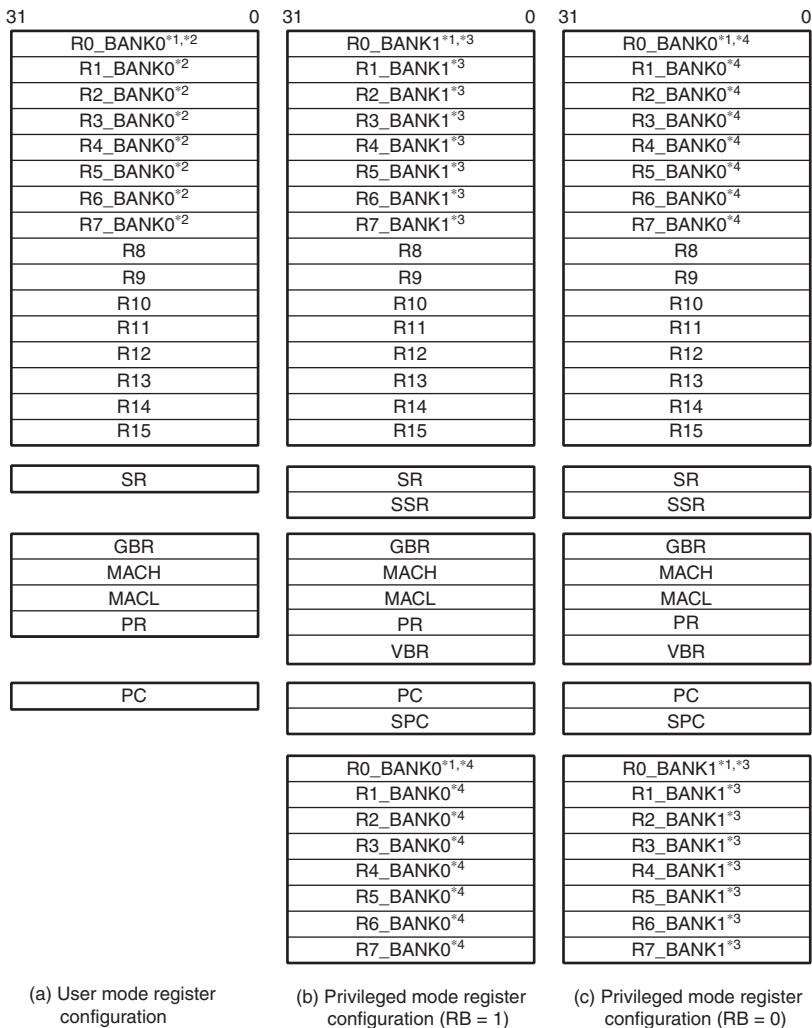 31 0 31 0 31 0
R0_BANK0*1,*2 R0_BANK1*1,*3 R0_BANK0*1,*4
R1_BANK0*2 R1_BANK1*3 R1_BANK0*4
R2_BANK0*2 R2_BANK1*3 R2_BANK0*4
R3_BANK0*2 R3_BANK1*3 R3_BANK0*4
R4_BANK0*2 R4_BANK1*3 R4_BANK0*4
R5_BANK0*2 R5_BANK1*3 R5_BANK0*4
R6_BANK0*2 R6_BANK1*3 R6_BANK0*4
R7_BANK0*2 R7_BANK1*3 R7_BANK0*4
R8 R8 R8
R9 R9 R9
R10 R10 R10
R11 R11 R11
R12 R12 R12
R13 R13 R13
R14 R14 R14
R15 R15 R15
SR SR SR
SSR SSR
GBR GBR GBR
MACH MACH MACH
MACL MACL MACL
PR PR PR
VBR VBR
PC PC PC
SPC SPC
R0_BANK0*1,*4 R0_BANK1*1,*3
R1_BANK0*4 R1_BANK1*3
R2_BANK0*4 R2_BANK1*3
R3_BANK0*4 R3_BANK1*3
R4_BANK0*4 R4_BANK1*3
R5_BANK0*4 R5_BANK1*3
R6_BANK0*4 R6_BANK1*3
R7_BANK0*4 R7_BANK1*3
(a) User mode register (b) Privileged mode register (c) Privileged mode register
configuration configuration (RB = 1) configuration (RB = 0)